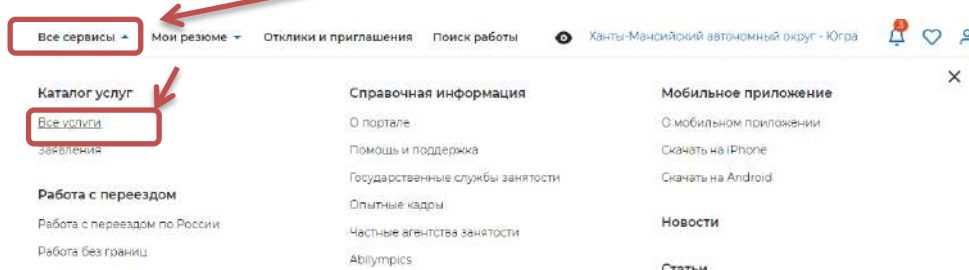 Все сервисы Мои резюме Отклики и приглашения Поиск работы Ханты-Мансийский автономный округ - Югра 3
Каталог услуг
Все услуги
Заявления
Работа с переездом
Работа с переездом по России
Работа без границ
Справочная информация
О портале
Помощь и поддержка
Государственные службы занятости
Опытные кадры
Частные агентства занятости
Abilympics
Мобильное приложение
О мобильном приложении
Скачать на iPhone
Скачать на Android
Новости
Статьи